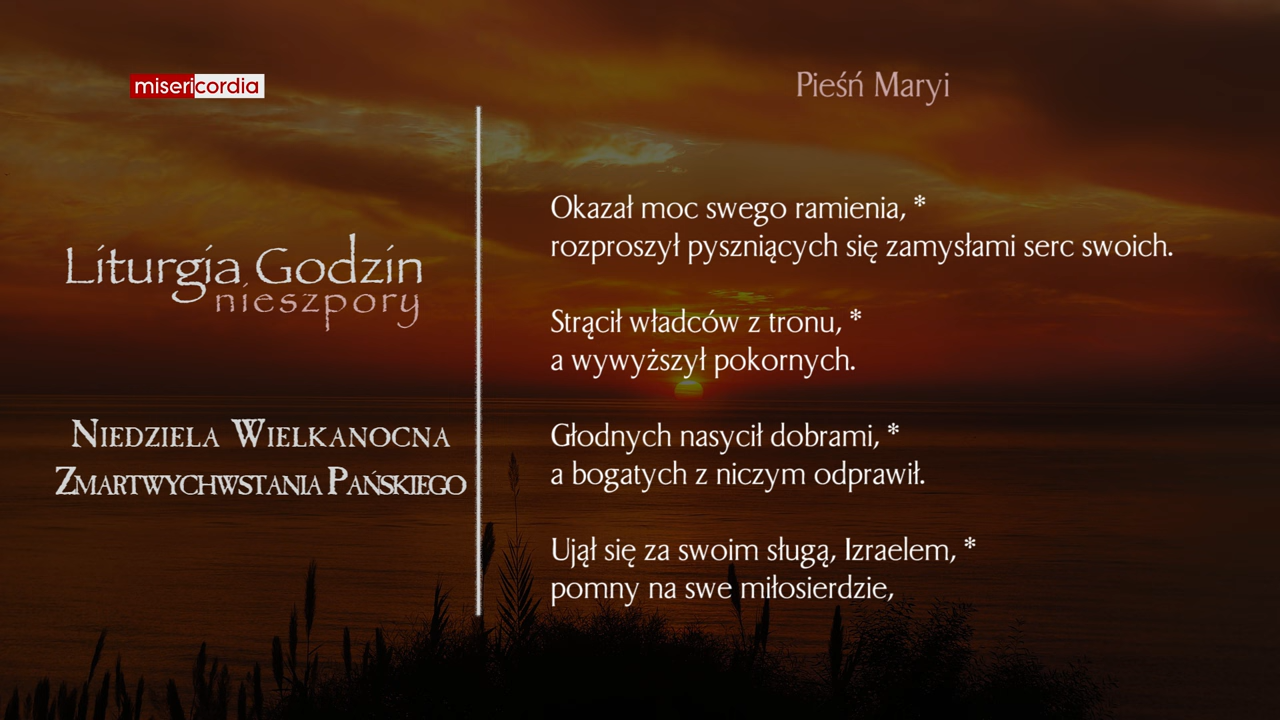 misericordia
Liturgia Godzin
nieszpory
Niedziela Wielkanocna
Zmartwychwstania Pańskiego
Pieśń Maryi
Okazał moc swego ramienia, *
rozproszył pyszniących się zamysłami serc swoich.
Strącił władców z tronu, *
a wywyższył pokornych.
Głodnych nasycił dobrami, *
a bogatych z niczym odprawił.
Ujął się za swoim sługą, Izraelem, *
pomny na swe miłosierdzie,